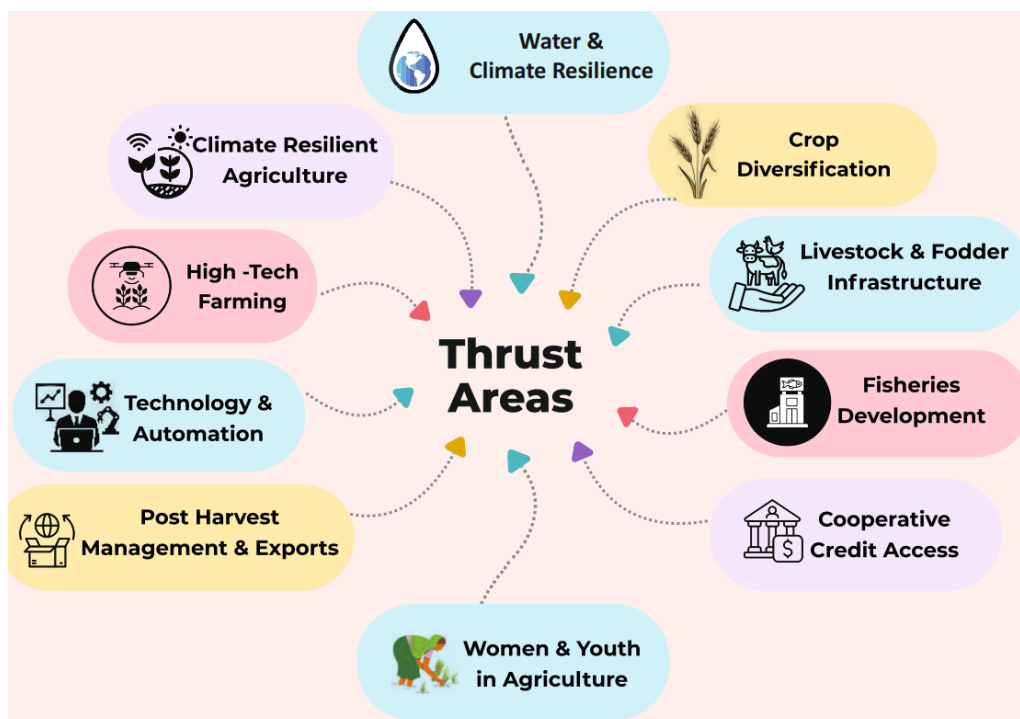 Water &
Climate Resilience
Climate Resilient
Agriculture
Crop
Diversification
High -Tech
Farming
Livestock & Fodder
Infrastructure
Thrust
Areas
Technology &
Automation
Fisheries
Development
Post Harvest
Management & Exports
Cooperative
Credit Access
$
Women & Youth
in Agriculture